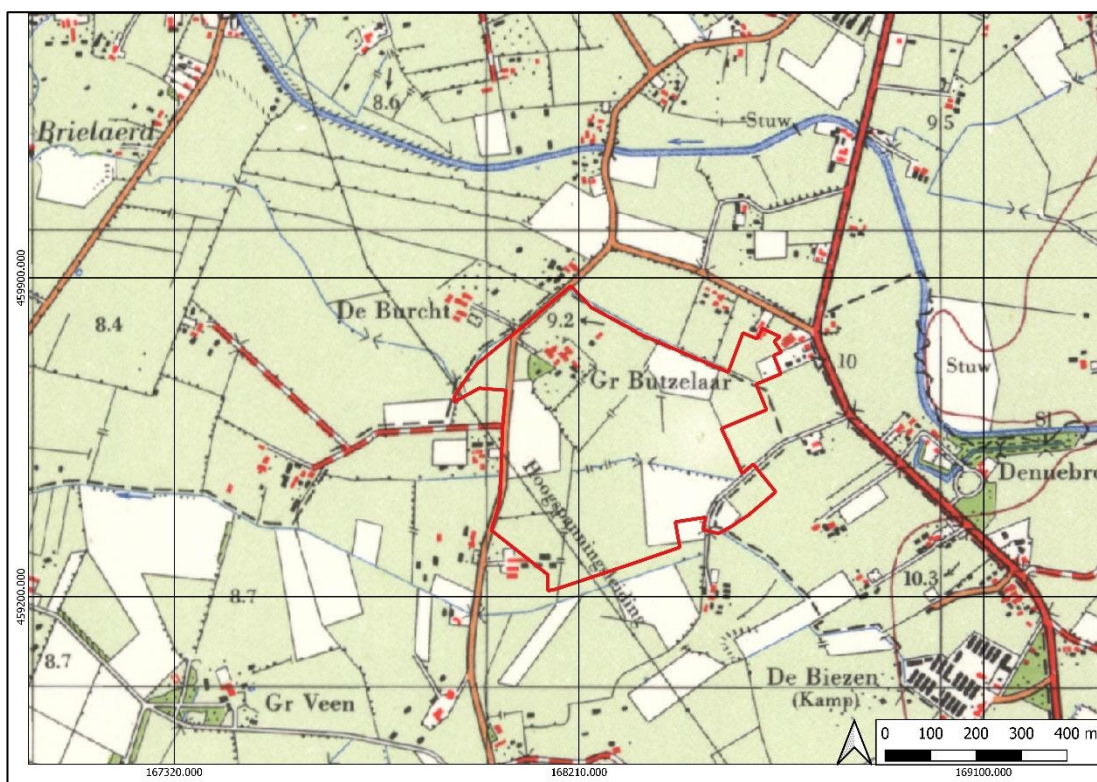 8.6
Stuw
9.5
Brielaerd
459900.000
De Burcht
9.2
8.4
10
Gr Butzelaar
Stuw
Sl
Hoogspanningsleiding
Dennebro
10.3
459200.000
8.7
8.7
De Biezen
(Kamp)
Gr Veen
0 100 200 300 400 m
167320.000
168210.000
169100.000